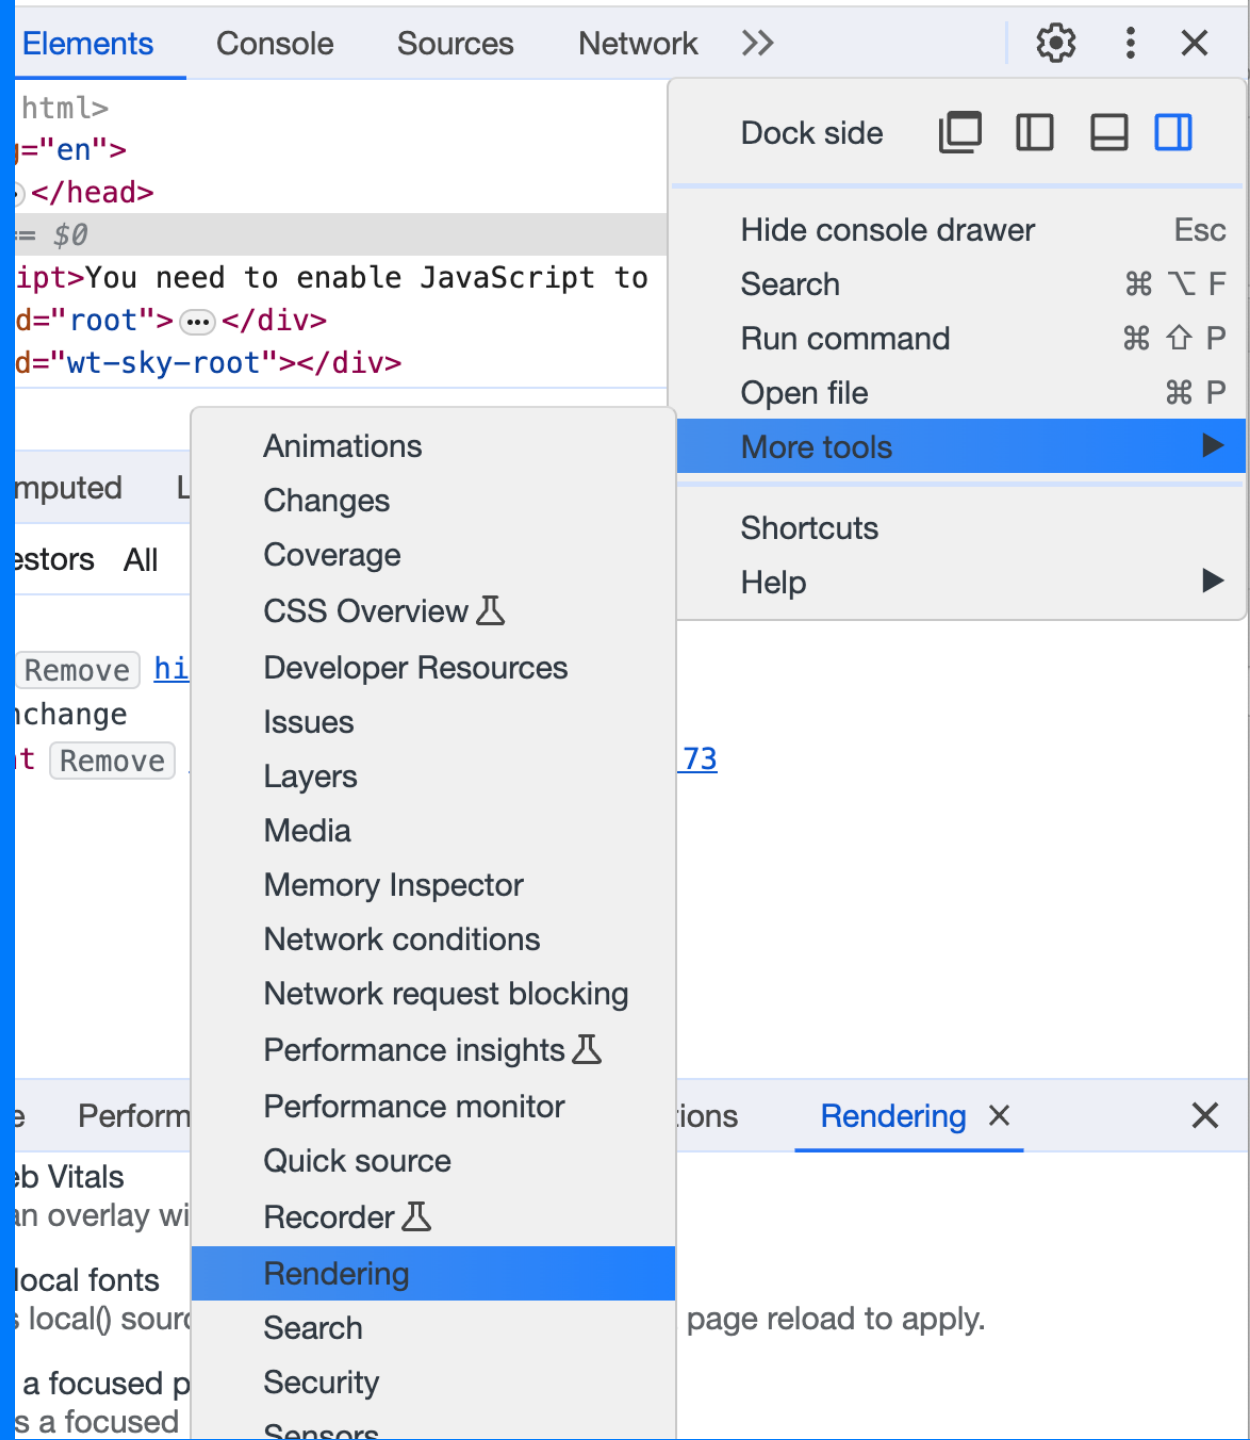 Elements Console Sources Network
html>
="en">
</head>
== $0
ipt>You need to enable JavaScript to
d="root"> ••• </div>
d="wt-sky-root"></div>
Dock side
Hide console drawer Esc
Search ⌘ ⌥ F
Run command ⌘ ⇧ P
Open file ⌘ P
More tools
Shortcuts
Help
mputed L
estors All
Remove hi
nchange
t Remove 73
Animations
Changes
Coverage
CSS Overview
Developer Resources
Issues
Layers
Media
Memory Inspector
Network conditions
Network request blocking
Performance insights
Performance monitor
Quick source
Recorder
Rendering
Search
Security
Sensors
e Perform tions Rendering
eb Vitals
an overlay wi
local fonts
s local() sourc page reload to apply.
a focused p
s a focused